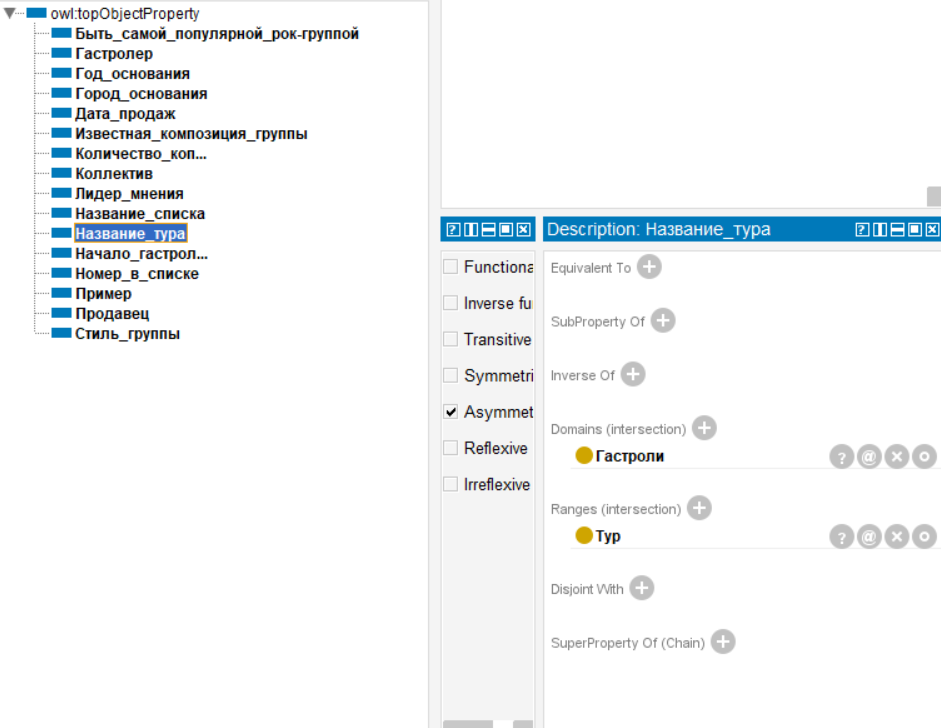 owl:topObjectProperty
Быть_самой_популярной_рок-группой
Гастролер
Год_основания
Город_основания
Дата_продаж
Известная_композиция_группы
Количество_коп...
Коллектив
Лидер_мнения
Название_списка
Название_тура
Начало_гастрол...
Номер_в_списке
Пример
Продавец
Стиль_группы
Description: Название_тура
Functiona
Inverse fu
Transitive
Symmetri
Asymmet
Reflexive
Irreflexive
Equivalent To
SubProperty Of
Inverse Of
Domains (intersection)
Гастроли
Ranges (intersection)
Тур
Disjoint With
SuperProperty Of (Chain)